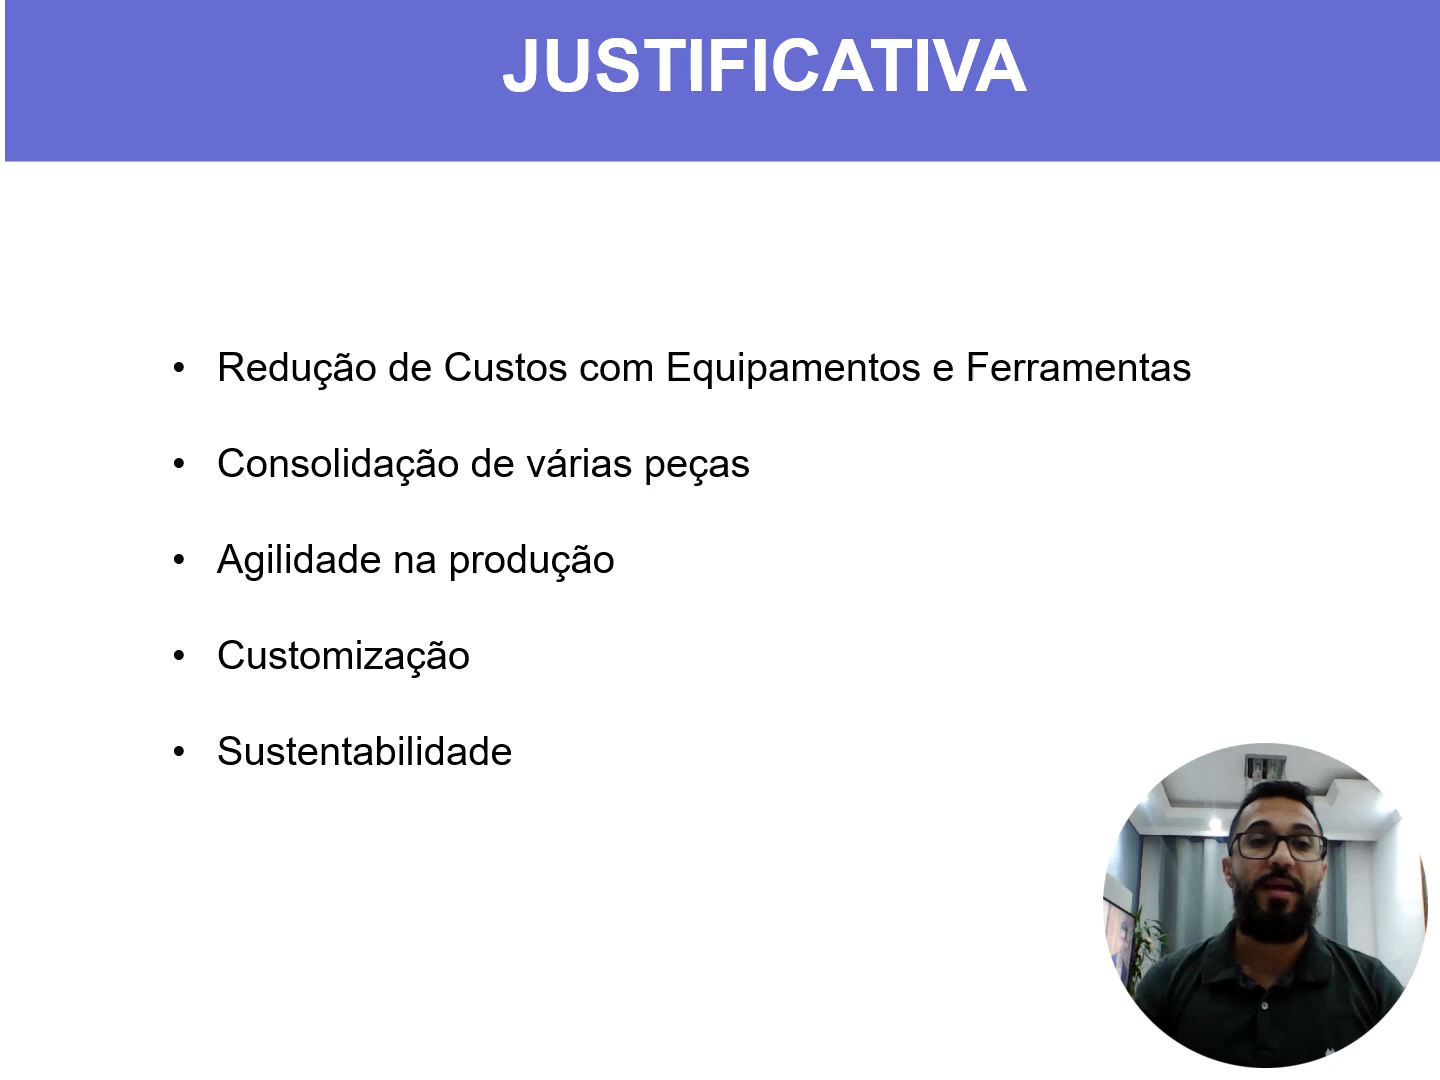 JUSTIFICATIVA
• Redução de Custos com Equipamentos e Ferramentas
• Consolidação de várias peças
• Agilidade na produção
• Customização
• Sustentabilidade